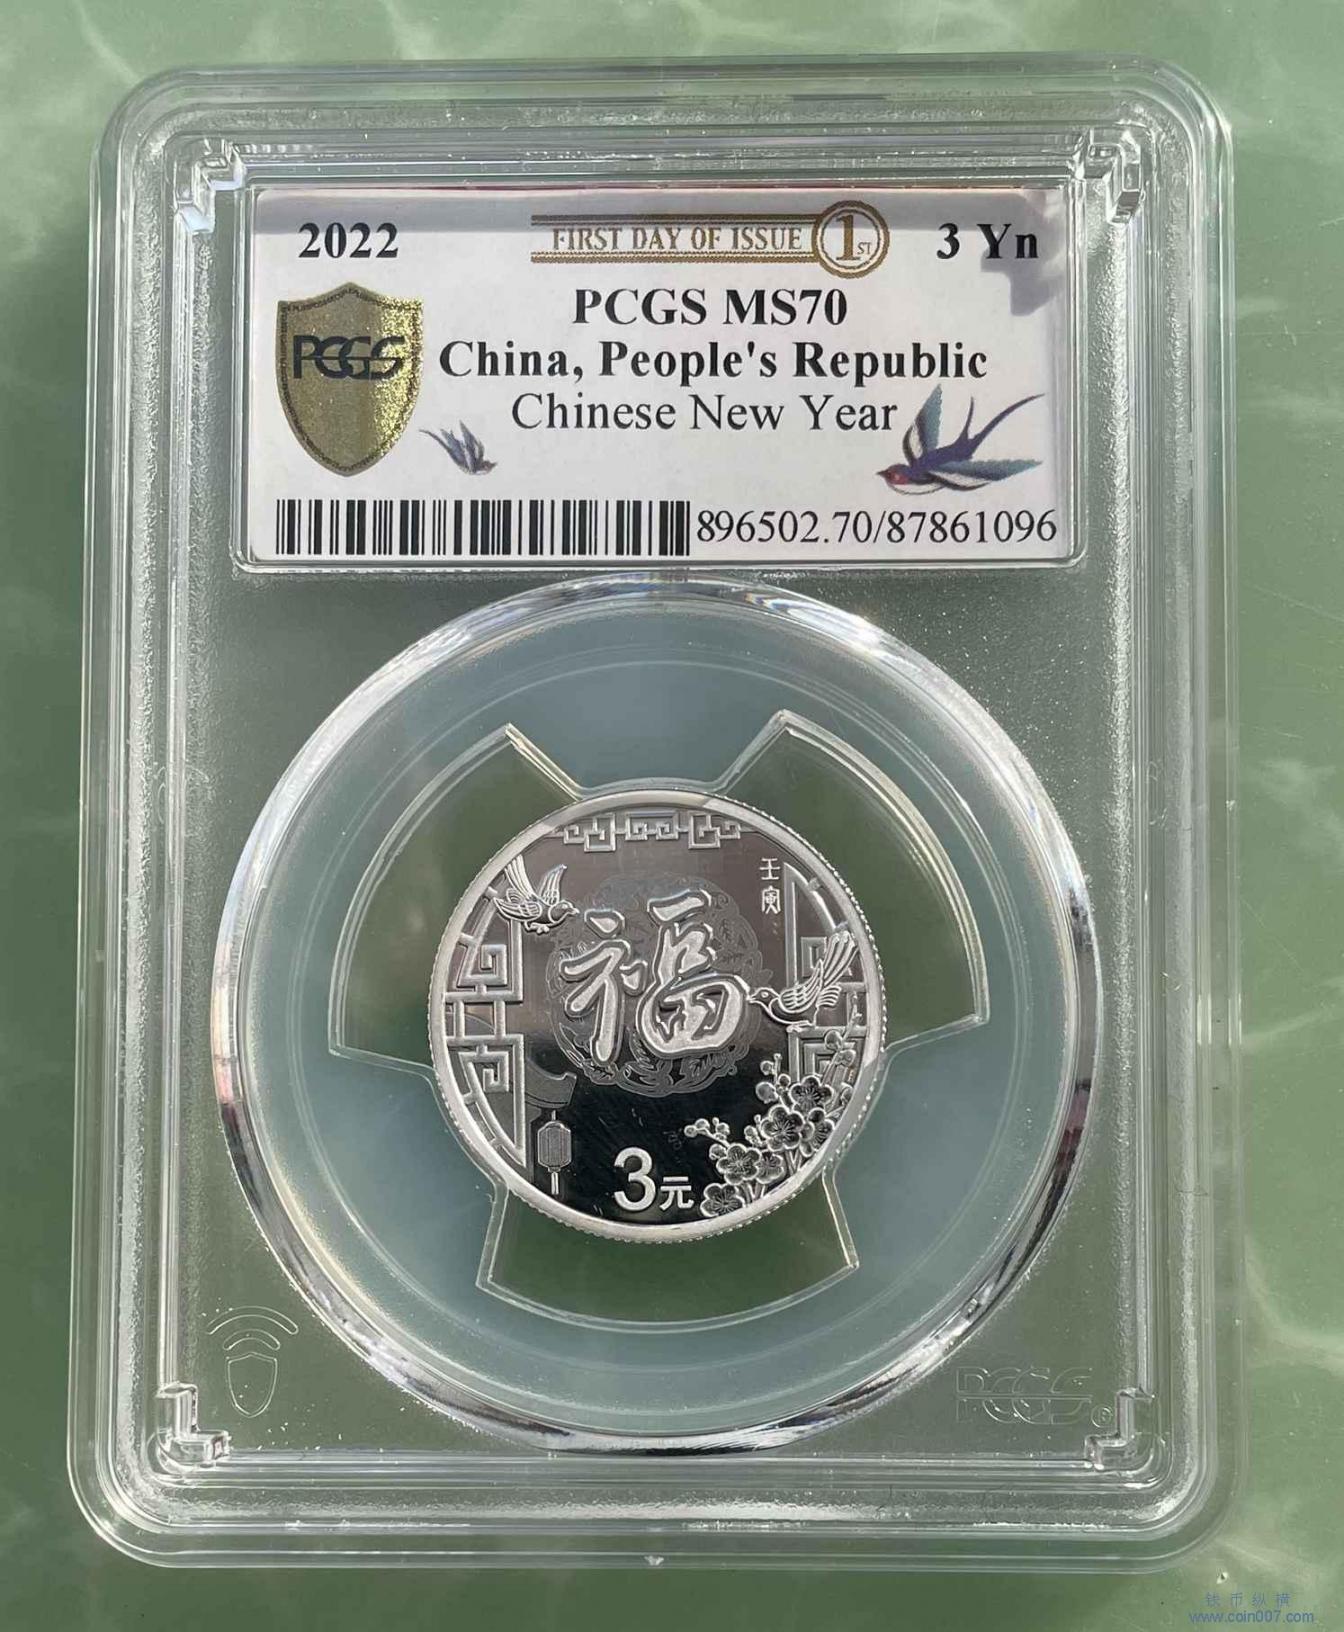 2022 FIRST DAY OF ISSUE 1ST 3 Yn
PCGS MS70
PCGS
China, People's Republic
Chinese New Year
896502.70/87861096
壬寅
福
3元
PCGS
钱币纵横
www.coin007.com